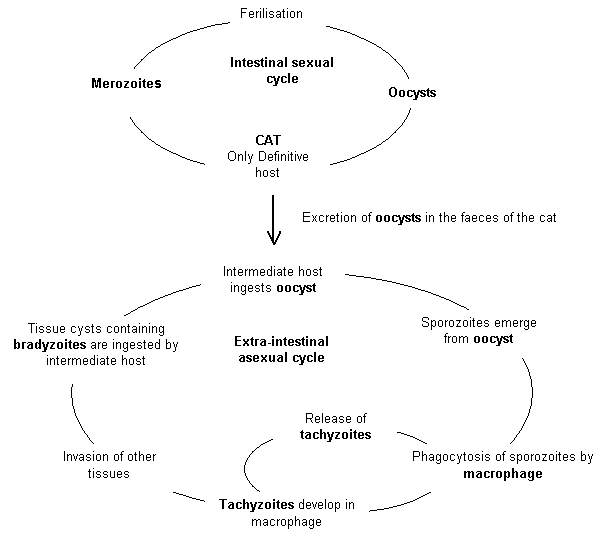 Ferilisation
Intestinal sexual
cycle
Merozoites
Oocysts
CAT
Only Definitive
host
Excretion of oocysts in the faeces of the cat
Intermediate host
ingests oocyst
Sporozoites emerge
from oocyst
Tissue cysts containing
bradyzoites are ingested by
intermediate host
Extra-intestinal
asexual cycle
Release of
tachyzoites
Invasion of other
tissues
Phagocytosis of sporozoites by
macrophage
Tachyzoites develop in
macrophage